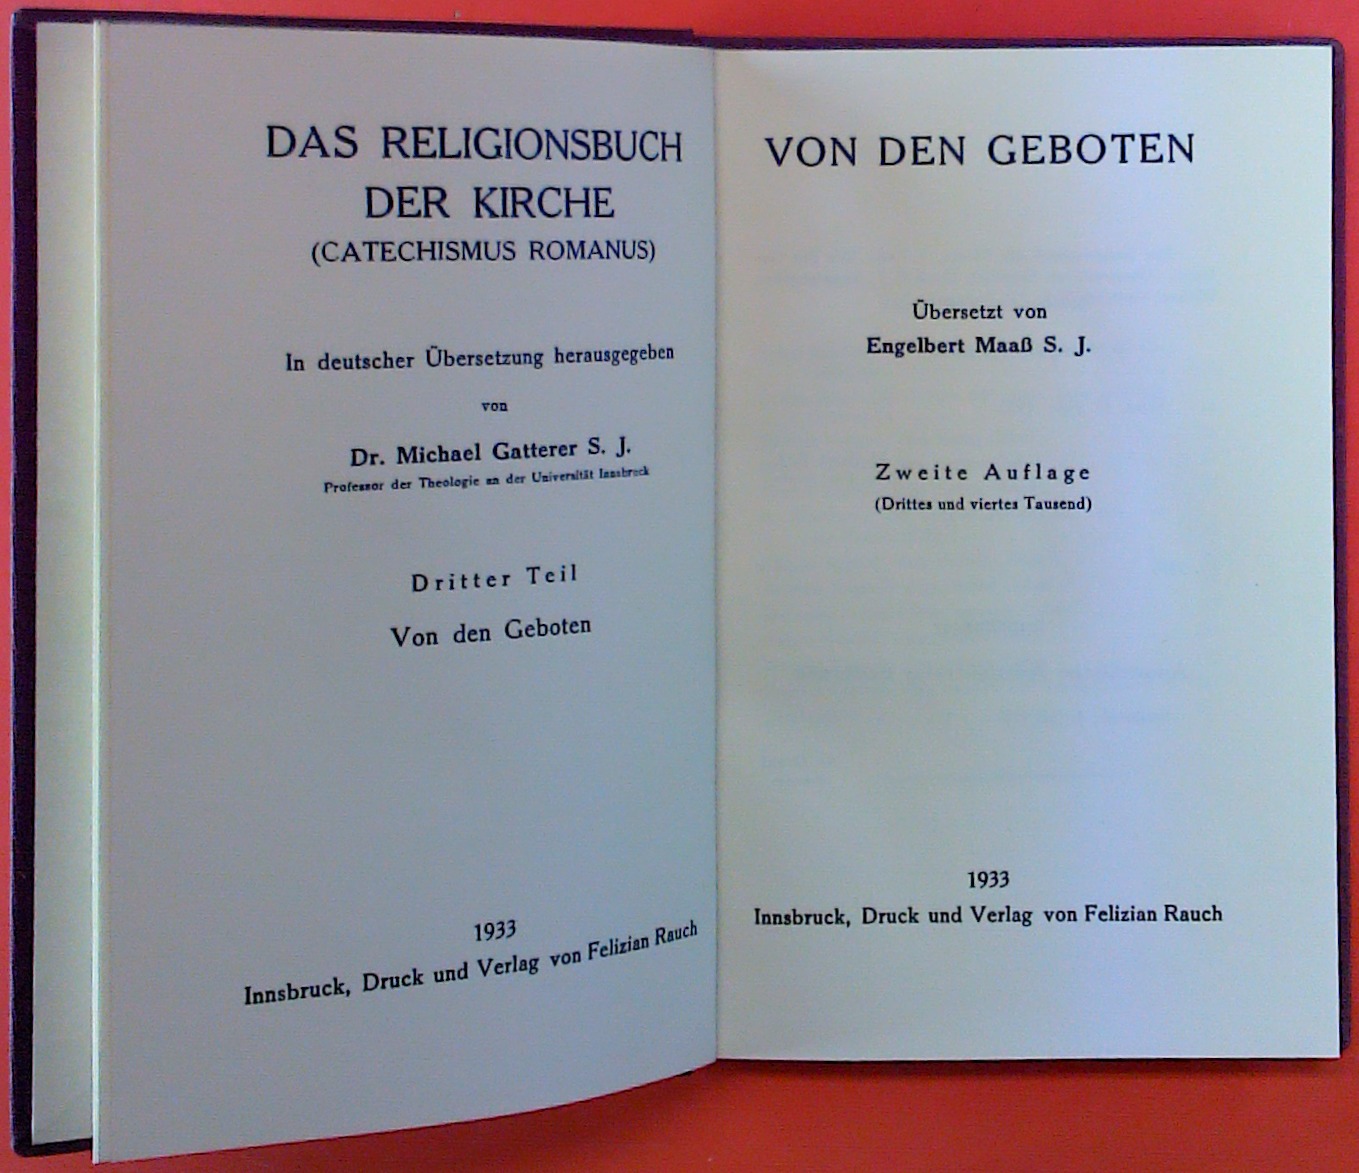 DAS RELIGIONSBUCH
DER KIRCHE
(CATECHISMUS ROMANUS)
In deutscher Übersetzung herausgegeben
von
Dr. Michael Gatterer S. J.
Professor der Theologie an der Universität Innsbruck
Dritter Teil
Von den Geboten
1933
Innsbruck, Druck und Verlag von Felizian Rauch
VON DEN GEBOTEN
Übersetzt von
Engelbert Maaß S. J.
Zweite Auflage
(Drittes und viertes Tausend)
1933
Innsbruck, Druck und Verlag von Felizian Rauch